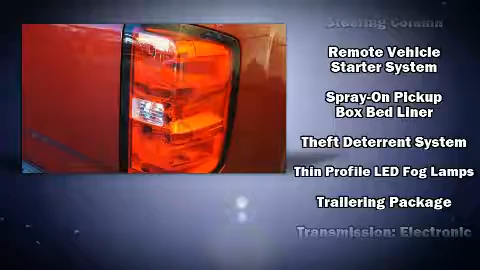 Steering Column
Remote Vehicle
Starter System
Spray-On Pickup
Box Bed Liner
Theft Deterrent System
Thin Profile LED Fog Lamps
Trailering Package
Transmission: Electronic